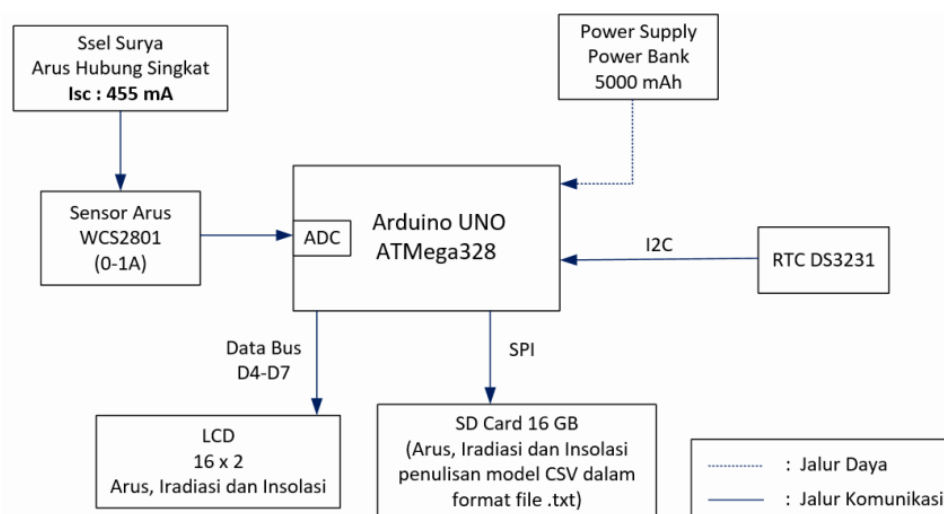 Ssel Surya
Arus Hubung Singkat
Isc : 455 mA
Power Supply
Power Bank
5000 mAh
Sensor Arus
WCS2801
(0-1A)
ADC
Arduino UNO
ATMega328
I2C
RTC DS3231
Data Bus
D4-D7
SPI
LCD
16 x 2
Arus, Iradiasi dan Insolasi
SD Card 16 GB
(Arus, Iradiasi dan Insolasi
penulisan model CSV dalam
format file .txt)
: Jalur Daya
: Jalur Komunikasi